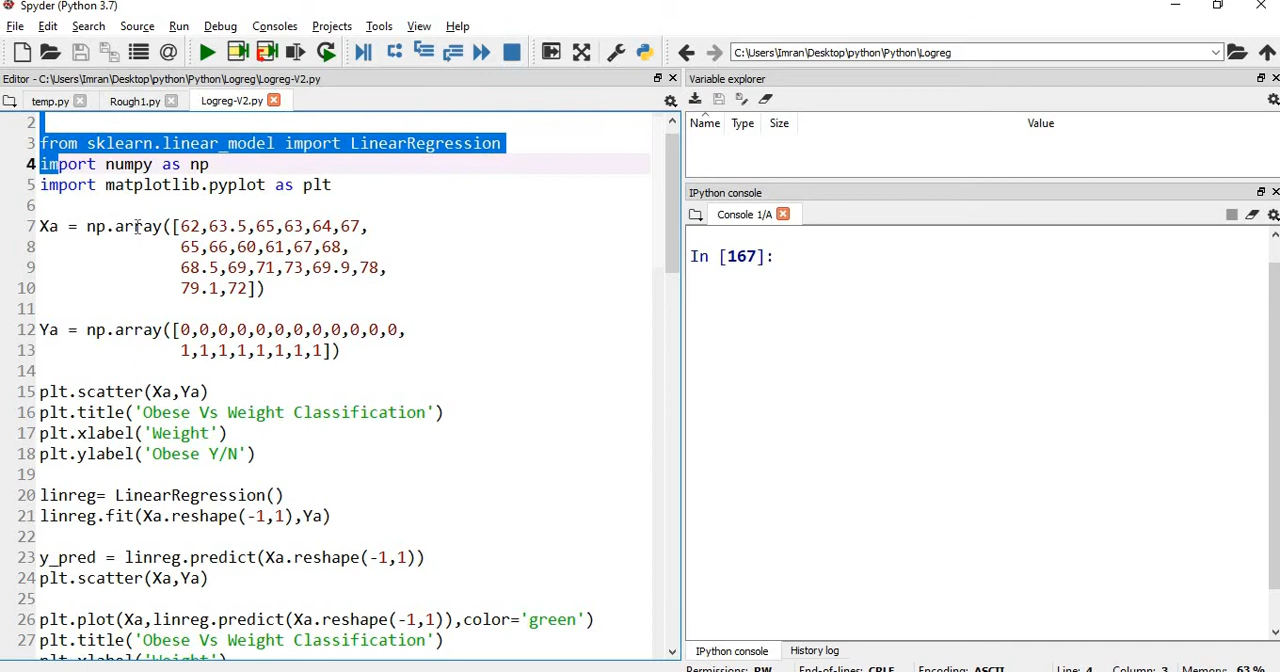 Spyder (Python 3.7)
File Edit Search Source Run Debug Consoles Projects Tools View Help
C:\Users\Imran\Desktop\python\Python\Logreg
Editor - C:\Users\Imran\Desktop\python\Python\Logreg\Logreg-V2.py
temp.py Rough1.py Logreg-V2.py
2
3 from sklearn.linear_model import LinearRegression
4 import numpy as np
5 import matplotlib.pyplot as plt
6
7 Xa = np.array([62,63.5,65,63,64,67,
8 65,66,60,61,67,68,
9 68.5,69,71,73,69.9,78,
10 79.1,72])
11
12 Ya = np.array([0,0,0,0,0,0,0,0,0,0,0,0,
13 1,1,1,1,1,1,1,1])
14
15 plt.scatter(Xa,Ya)
16 plt.title('Obese Vs Weight Classification')
17 plt.xlabel('Weight')
18 plt.ylabel('Obese Y/N')
19
20 linreg= LinearRegression()
21 linreg.fit(Xa.reshape(-1,1),Ya)
22
23 y_pred = linreg.predict(Xa.reshape(-1,1))
24 plt.scatter(Xa,Ya)
25
26 plt.plot(Xa,linreg.predict(Xa.reshape(-1,1)),color='green')
27 plt.title('Obese Vs Weight Classification')
plt.xlabel('Weight')
Variable explorer
Name Type Size Value
IPython console
Console 1/A
In [167]:
IPython console History log
Permissions: RW End-of-lines: CRLF Encoding: ASCII Line: 4 Column: 3 Memory: 63 %